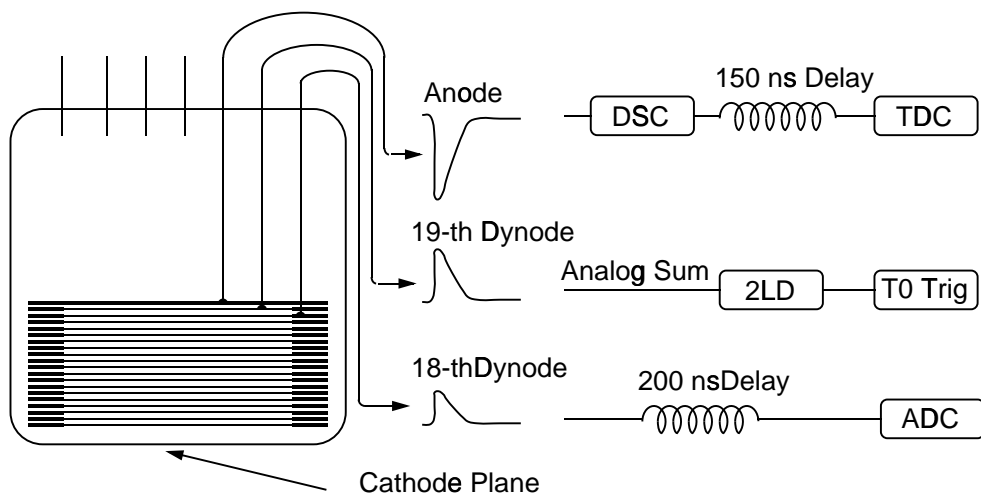 150 ns Delay
Anode
DSC
TDC
19-th Dynode
Analog Sum
2LD
T0 Trig
18-thDynode
200 nsDelay
ADC
Cathode Plane